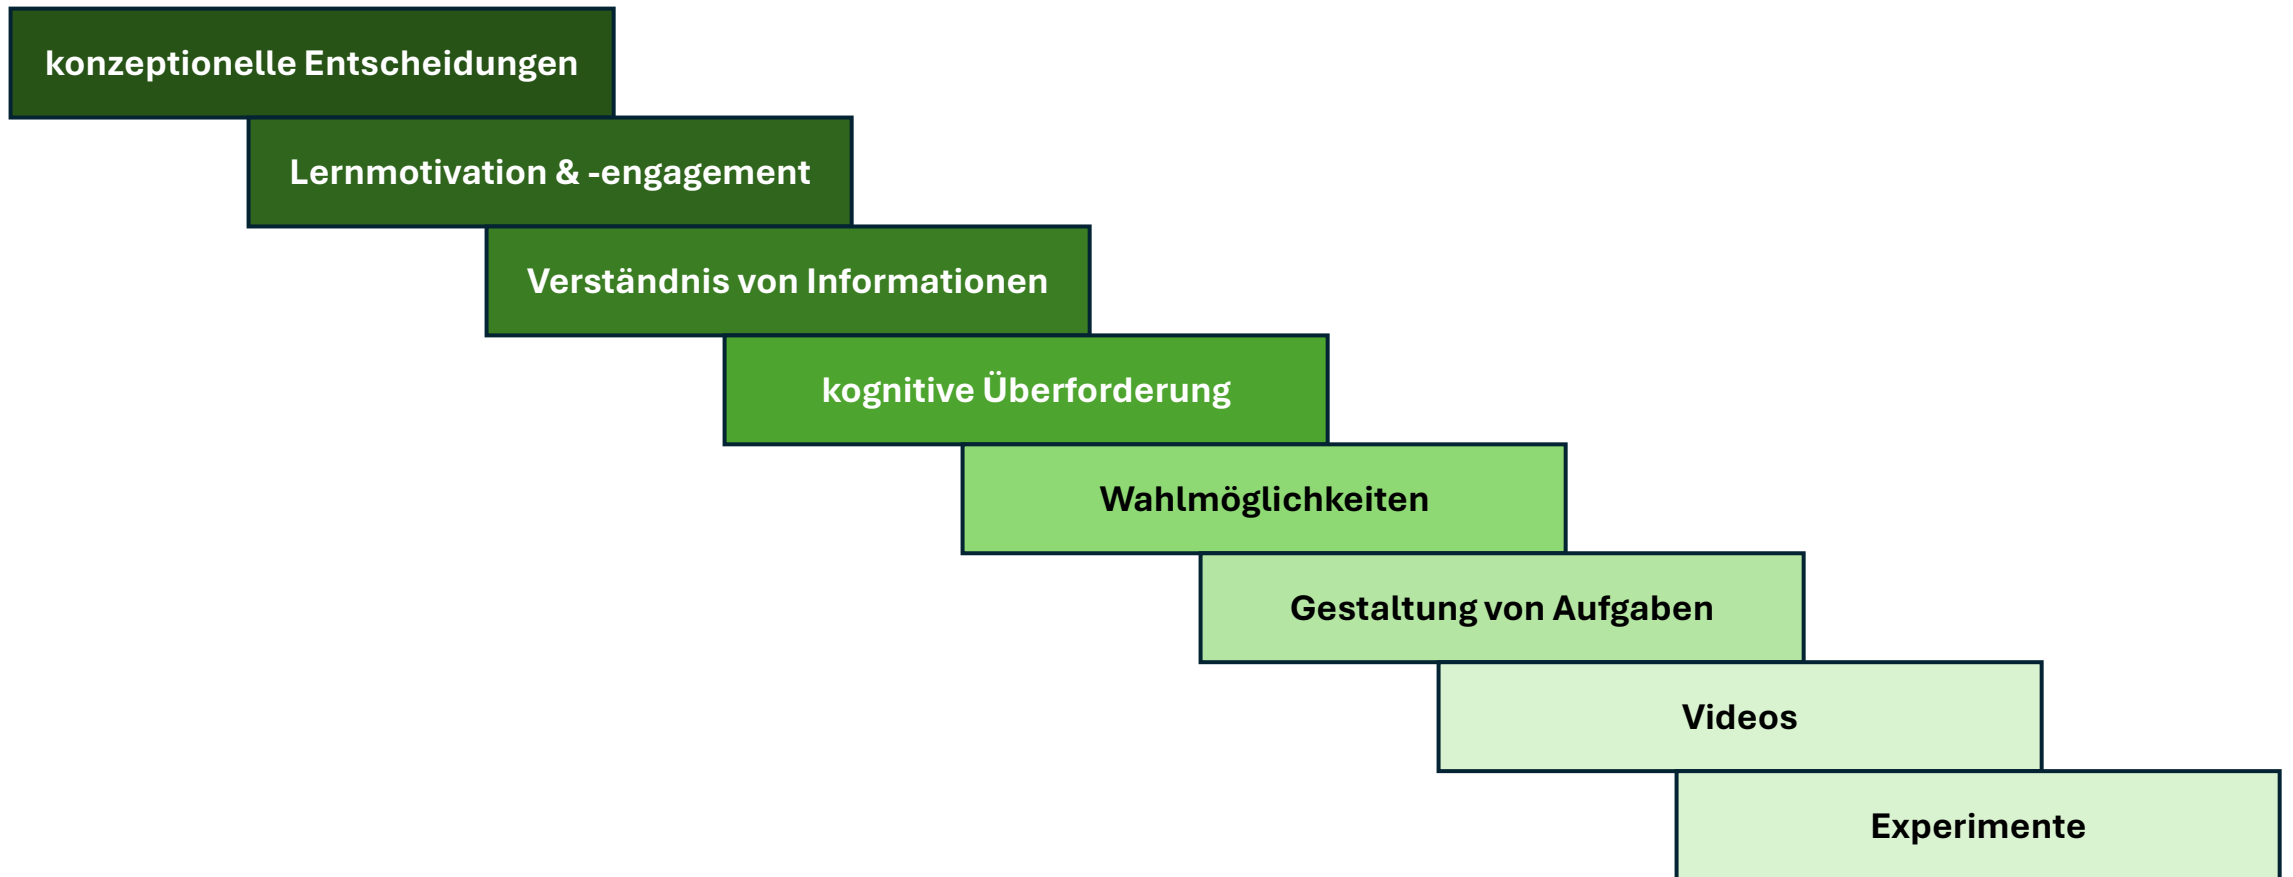 konzeptionelle Entscheidungen
Lernmotivation & -engagement
Verständnis von Informationen
kognitive Überforderung
Wahlmöglichkeiten
Gestaltung von Aufgaben
Videos
Experimente